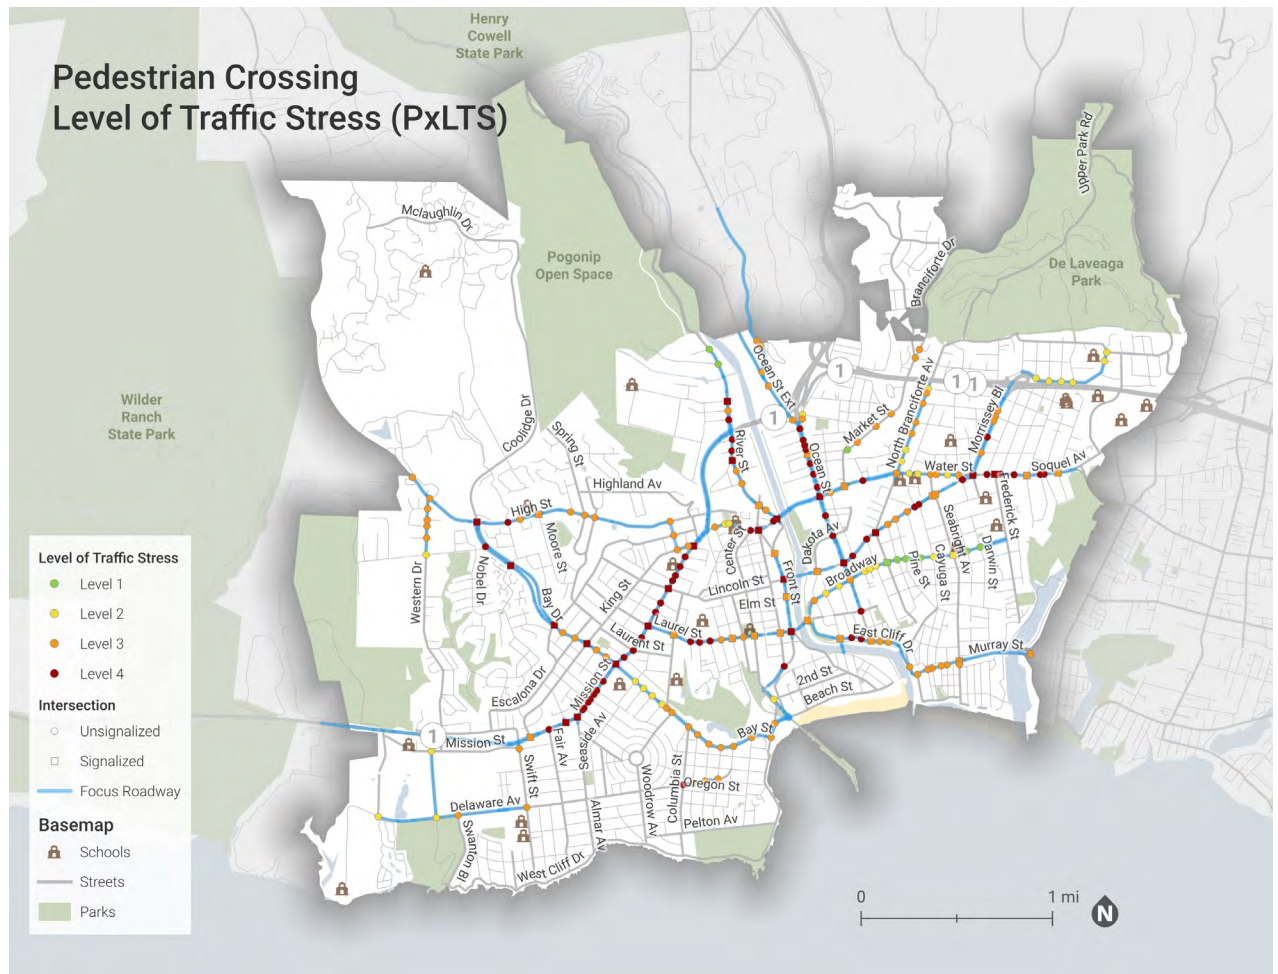 Pedestrian Crossing
Level of Traffic Stress (PxLTS)
Henry
Cowell
State Park
Upper Park Rd
Mclaughlin Dr
Pogonip
Open Space
Branciforte Dr
De Laveaga
Park
Wilder
Ranch
State Park
Coolidge Dr
Spring St
Ocean St Ext
1
1
1
1
Market St
North Branciforte Av
Morrissey Bl
River St
Ocean St
Highland Av
High St
Water St
Soquel Av
Frederick St
Moore St
Center St
Dakota Av
Seabright Av
Cayuga St
Darwin St
Pine St
Broadway
Western Dr
Nobel Dr
Bay Dr
King St
Lincoln St
Elm St
Front St
Laurel St
Laurent St
East Cliff Dr
Murray St
Escalona Dr
Mission St
2nd St
Beach St
Bay St
1
Mission St
Fair Av
Seaside Av
Swift St
Woodrow Av
Columbia St
Oregon St
Delaware Av
Almar Av
Pelton Av
Swanton Bl
West Cliff Dr
Level of Traffic Stress
Level 1
Level 2
Level 3
Level 4
Intersection
Unsignalized
Signalized
Focus Roadway
Basemap
Schools
Streets
Parks
0
1 mi
N